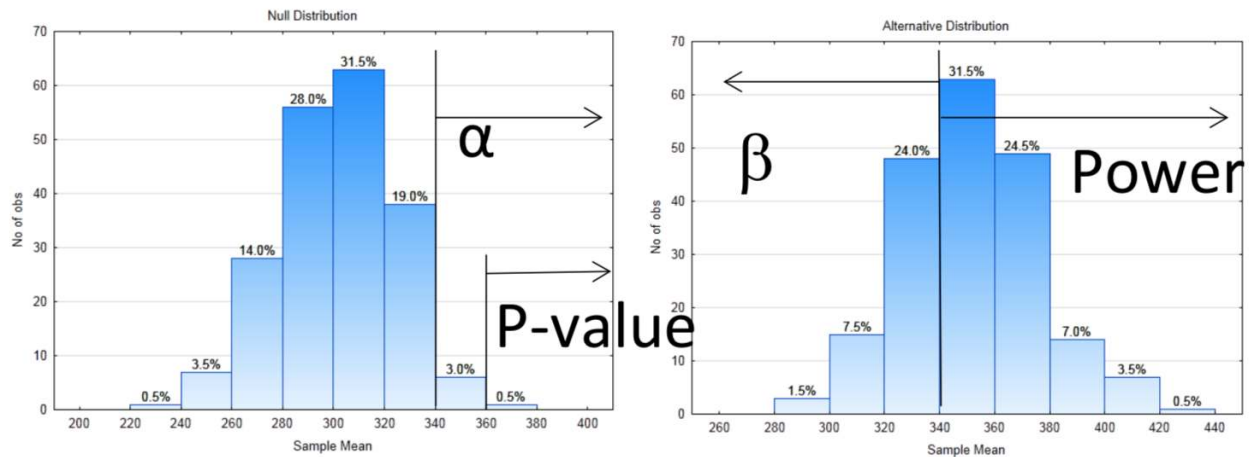 Null Distribution
70
60
50
40
30
20
10
0
No of obs
0.5%
3.5%
14.0%
28.0%
31.5%
19.0%
3.0%
0.5%
α
P-value
200 220 240 260 280 300 320 340 360 380 400
Sample Mean
Alternative Distribution
70
60
50
40
30
20
10
0
No of obs
1.5%
7.5%
24.0%
31.5%
24.5%
7.0%
3.5%
0.5%
β
Power
260 280 300 320 340 360 380 400 420 440
Sample Mean